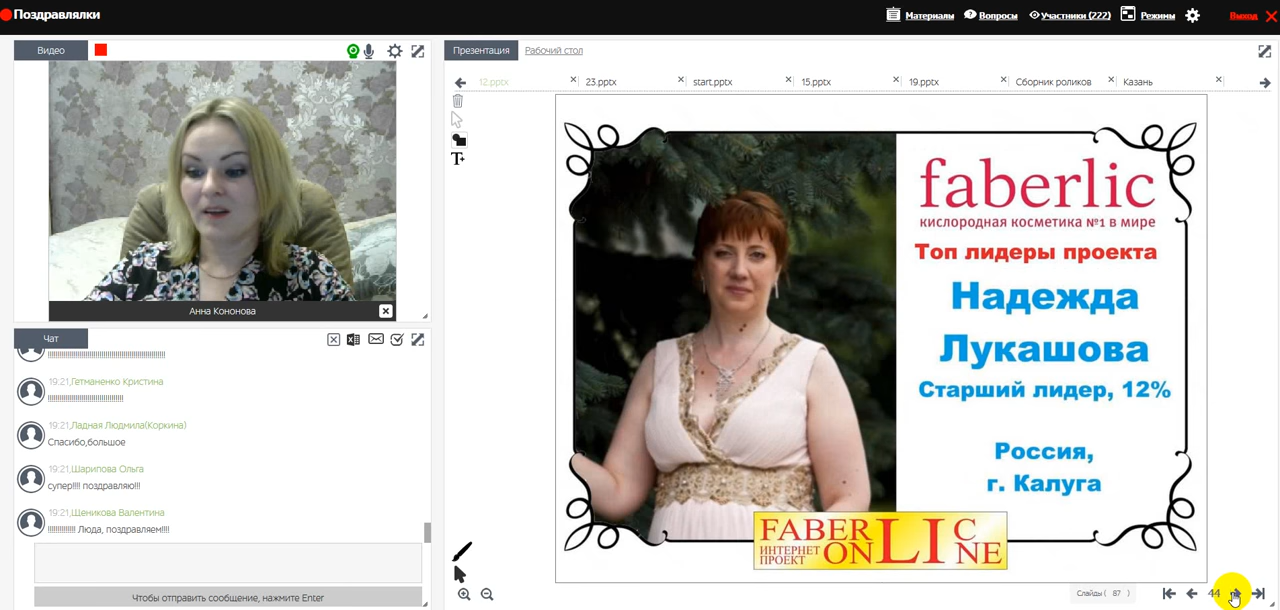 Поздравлялки
Материалы
Вопросы
Участники (222)
Режимы
Выход
Видео
Анна Кононова
Чат
!!!!!!!!!!!!!!!!!!!!!!!!!!!!!!!!!!!!!!!!!!!!!!!!!!!!!!
19:21,Гетманенко Кристина
!!!!!!!!!!!!!!!!!!!!!!!!!!!!!!!!!!!
19:21,Ладная Людмила(Коркина)
Спасибо,большое
19:21,Шарипова Ольга
супер!!!! поздравляю!!!
19:21,Щеникова Валентина
!!!!!!!!!!!!! Люда, поздравляем!!!!
Чтобы отправить сообщение, нажмите Enter
Презентация
Рабочий стол
12.pptx
23.pptx
start.pptx
15.pptx
19.pptx
Сборник роликов
Казань
faberlic
кислородная косметика №1 в мире
Топ лидеры проекта
Надежда
Лукашова
Старший лидер, 12%
Россия,
г. Калуга
FABERLIC
ИНТЕРНЕТ
ПРОЕКТ
ONLINE
Слайды ( 87 )
44